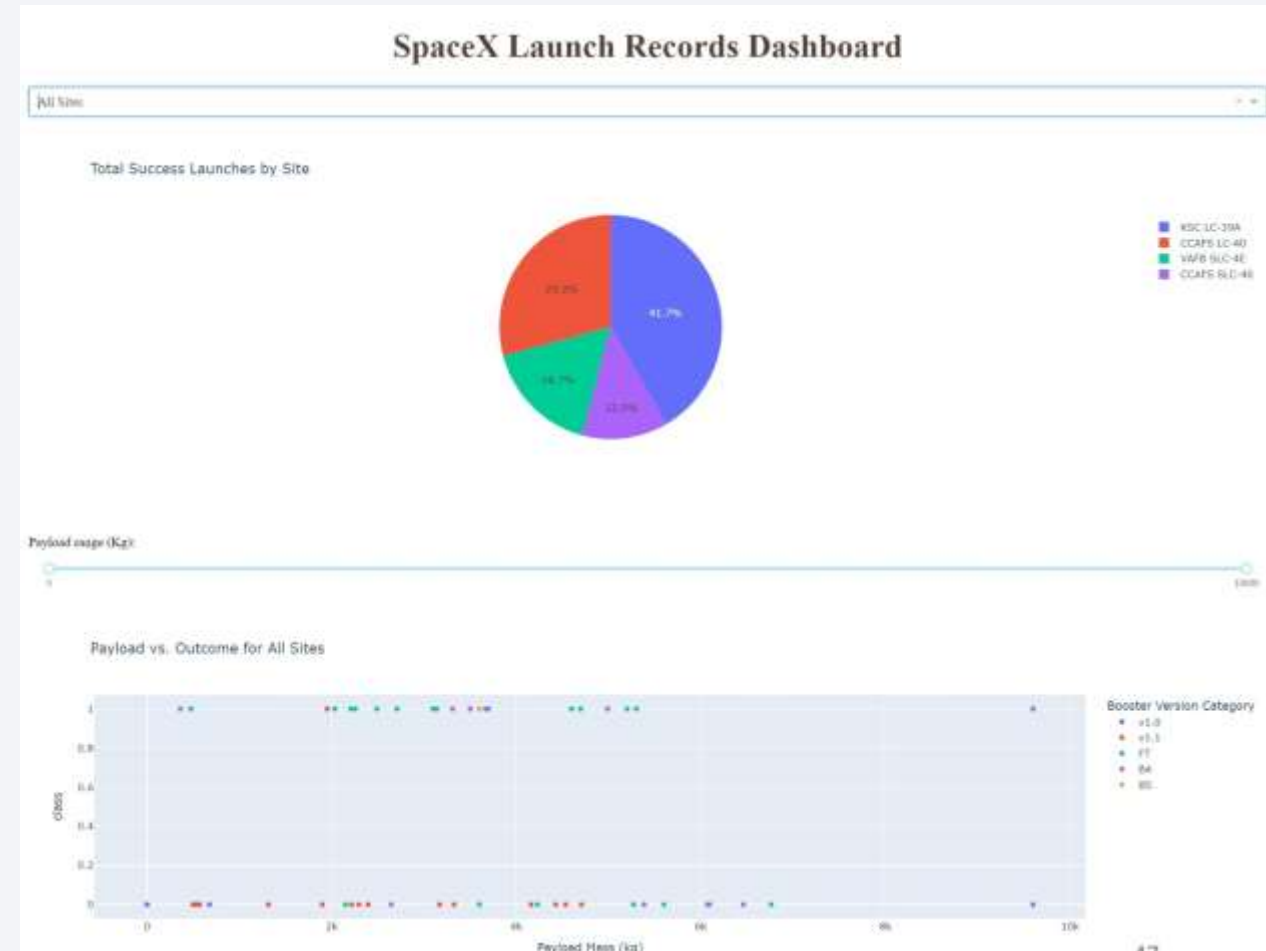 SpaceX Launch Records Dashboard
All Sites
Total Success Launches by Site
KSC LC-39A
CCAFS LC-40
VAFB SLC-4E
CCAFS SLC-40
41.7%
Payload range (Kg):
0
10000
Payload vs. Outcome for All Sites
Booster Version Category
v1.0
v1.1
FT
B4
B5
class
1
0.8
0.6
0.4
0.2
0
0
2k
4k
6k
8k
10k
Payload Mass (kg)